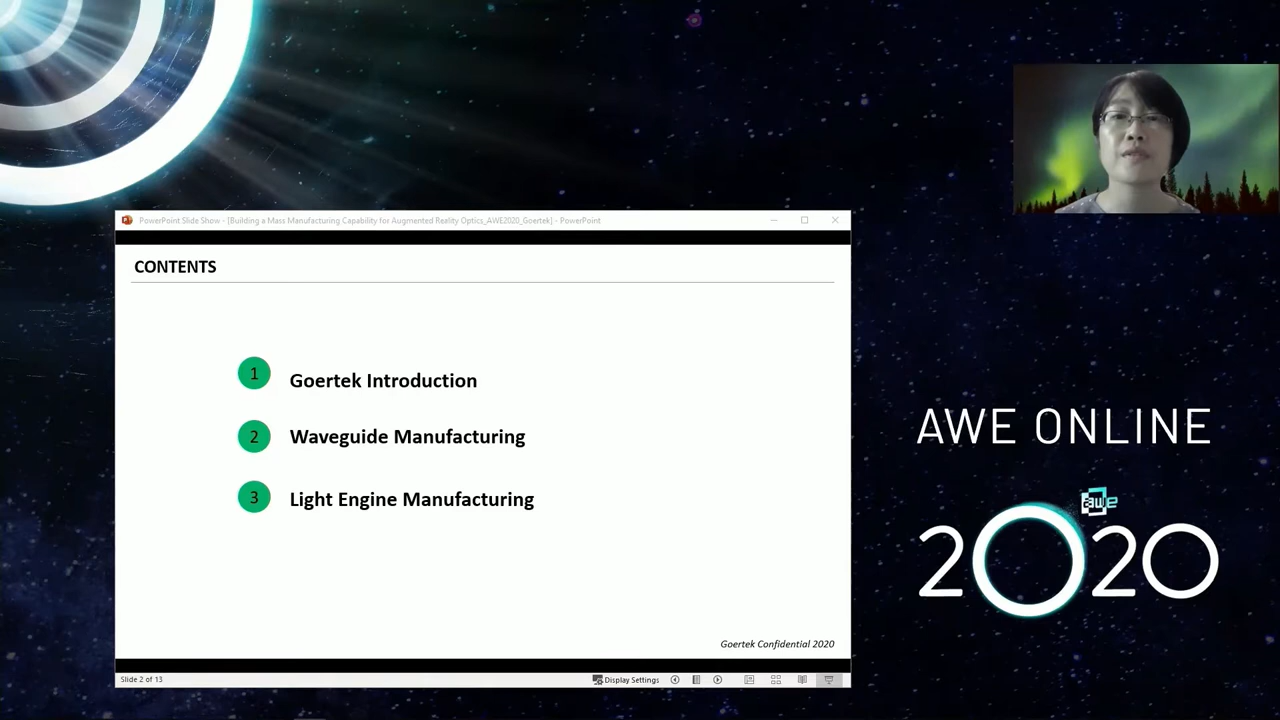 PowerPoint Slide Show - [Building a Mass Manufacturing Capability for Augmented Reality Optics_AWE2020_Goertek] - PowerPoint
CONTENTS
1 Goertek Introduction
2 Waveguide Manufacturing
3 Light Engine Manufacturing
Goertek Confidential 2020
Slide 2 of 13
Display Settings
AWE ONLINE
awe
2020